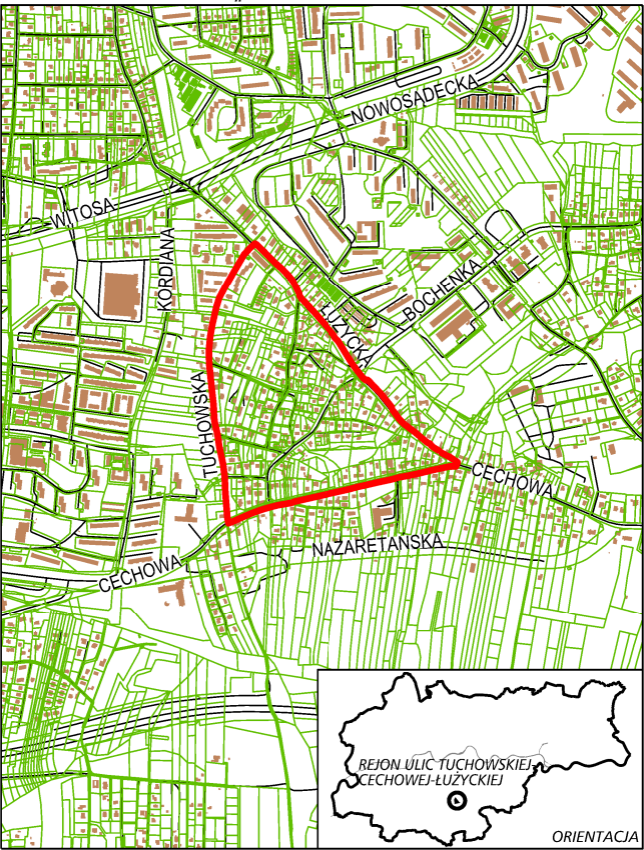 NOWOSĄDECKA
WITOSA
KORDIANA
BOCHENKA
ŁUŻYCKA
TUCHOWSKA
CECHOWA
NAZARETAŃSKA
CECHOWA
REJON ULIC TUCHOWSKIEJ-
CECHOWEJ-ŁUŻYCKIEJ
ORIENTACJA